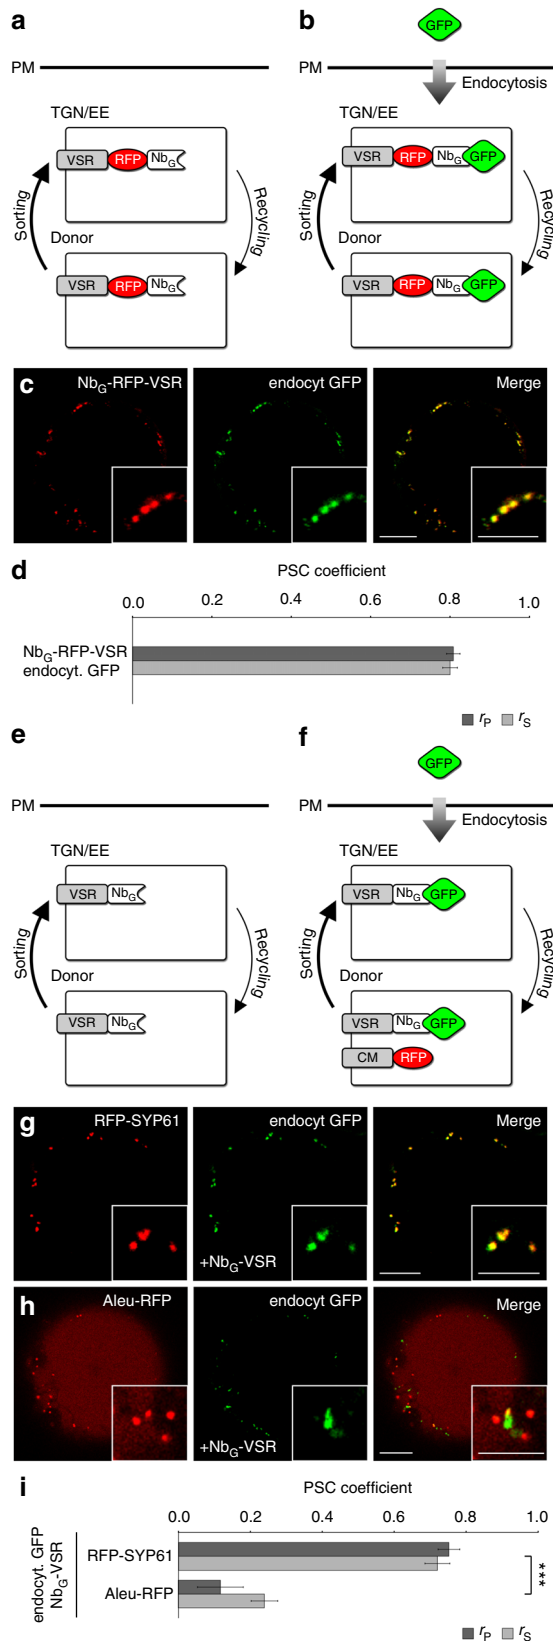 a
PM
TGN/EE
VSR RFP NbG
Sorting
Recycling
Donor
VSR RFP NbG
b
GFP
PM
Endocytosis
TGN/EE
VSR RFP NbG GFP
Sorting
Recycling
Donor
VSR RFP NbG GFP
c
NbG-RFP-VSR
endocyt GFP
Merge
d
PSC coefficient
0.0 0.2 0.4 0.6 0.8 1.0
NbG-RFP-VSR
endocyt. GFP
rP rS
e
PM
TGN/EE
VSR NbG
Sorting
Recycling
Donor
VSR NbG
f
GFP
PM
Endocytosis
TGN/EE
VSR NbG GFP
Sorting
Recycling
Donor
VSR NbG GFP
CM RFP
g
RFP-SYP61
endocyt GFP
+NbG-VSR
Merge
h
Aleu-RFP
endocyt GFP
+NbG-VSR
Merge
i
PSC coefficient
0.0 0.2 0.4 0.6 0.8 1.0
endocyt. GFP
NbG-VSR
RFP-SYP61
Aleu-RFP
***
rP rS